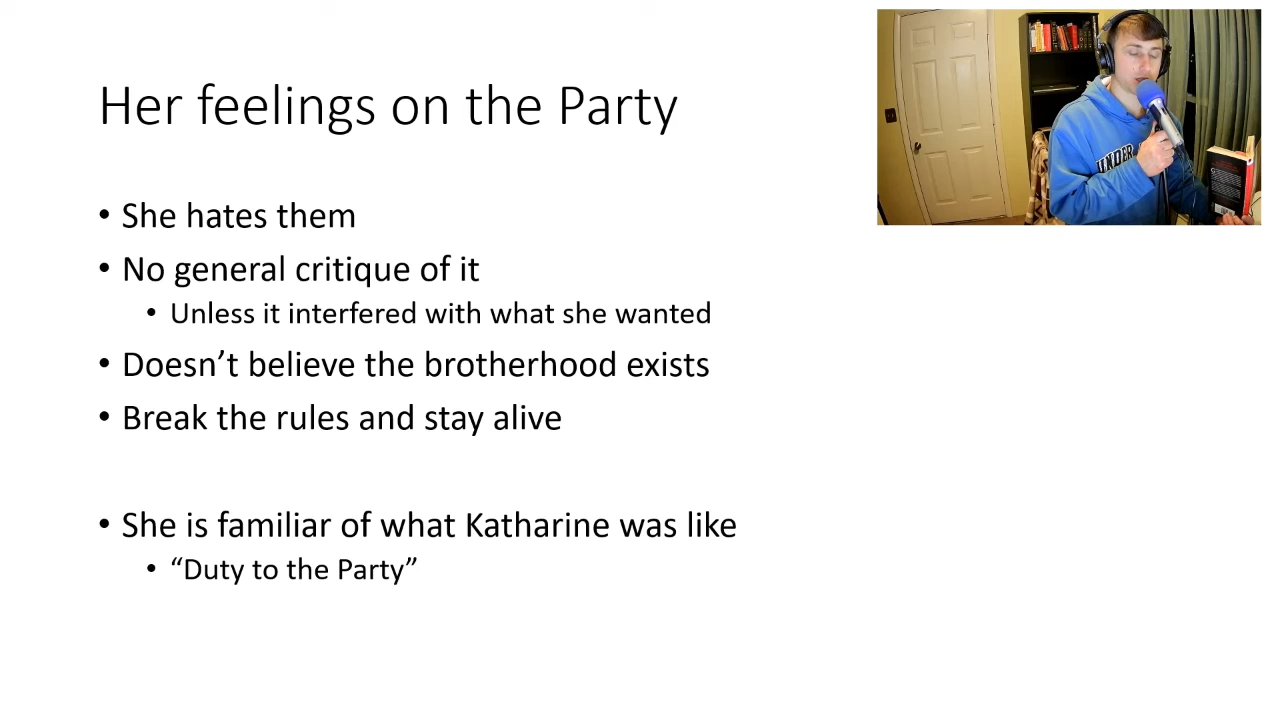 Her feelings on the Party
• She hates them
• No general critique of it
• Unless it interfered with what she wanted
• Doesn’t believe the brotherhood exists
• Break the rules and stay alive
• She is familiar of what Katharine was like
• “Duty to the Party”
UNDER